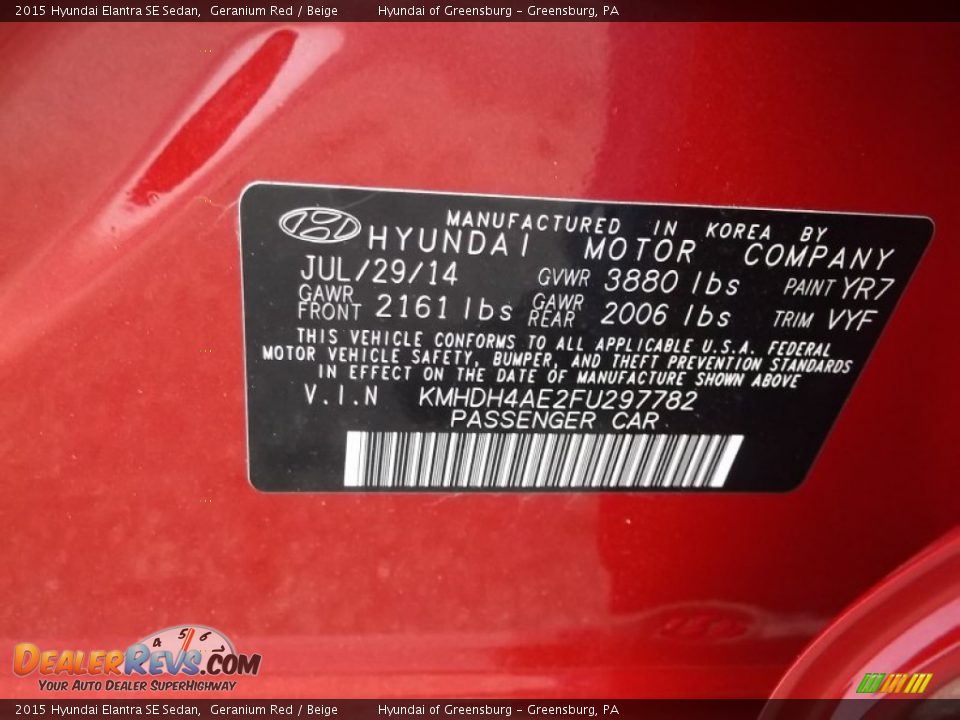 2015 Hyundai Elantra SE Sedan,  Geranium Red / Beige  Hyundai of Greensburg - Greensburg, PA
MANUFACTURED IN KOREA BY
HYUNDAI MOTOR COMPANY
JUL/29/14 GVWR 3880 lbs PAINT YR7
GAWR FRONT 2161 lbs GAWR REAR 2006 lbs TRIM VYF
THIS VEHICLE CONFORMS TO ALL APPLICABLE U.S.A. FEDERAL
MOTOR VEHICLE SAFETY, BUMPER, AND THEFT PREVENTION STANDARDS
IN EFFECT ON THE DATE OF MANUFACTURE SHOWN ABOVE
V.I.N KMHDH4AE2FU297782
PASSENGER CAR
4 5 6
DEALERREVS.COM
YOUR AUTO DEALER SUPERHIGHWAY
2015 Hyundai Elantra SE Sedan,  Geranium Red / Beige  Hyundai of Greensburg - Greensburg, PA